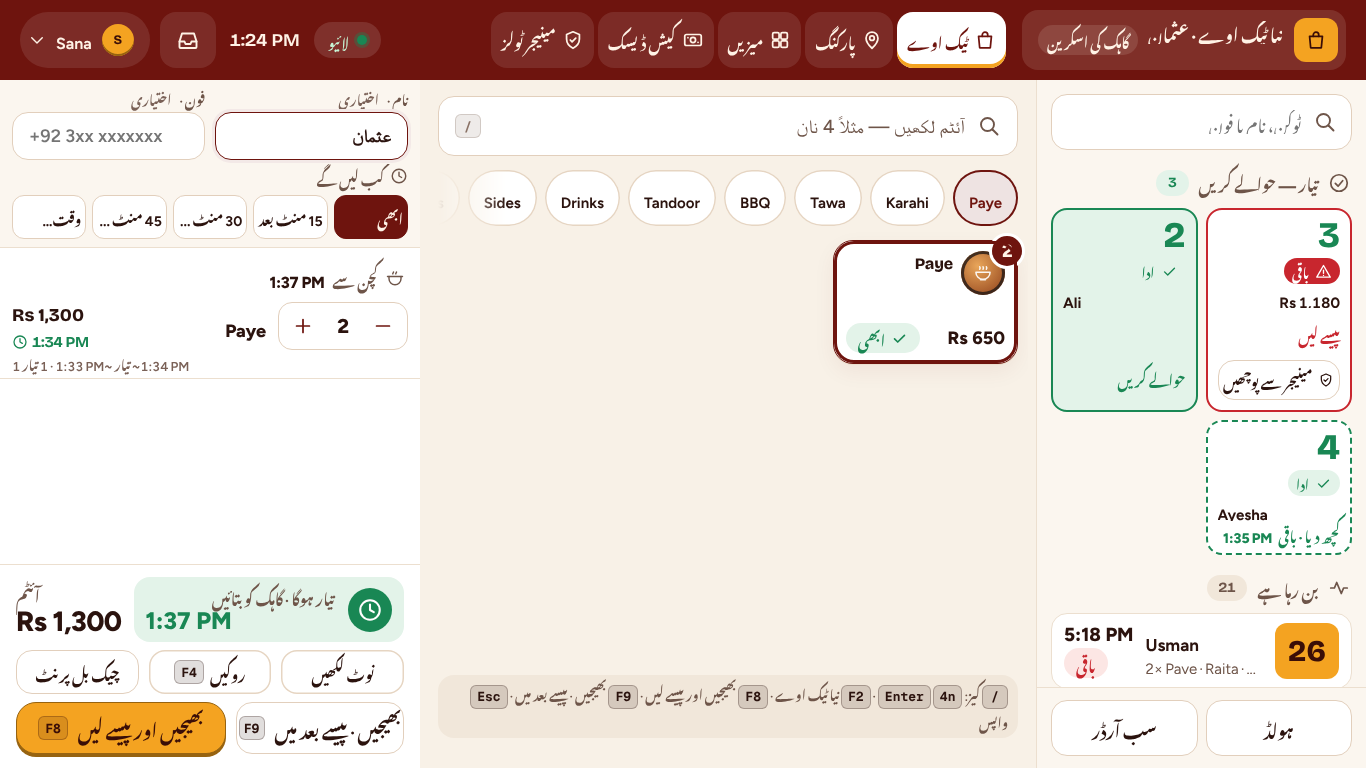 نیا ٹیک اوے · عثمان
گاہک کی اسکرین
ٹیک اوے
پارکنگ
میزیں
کیش ڈیسک
مینیجر ٹولز
لائیو
1:24 PM
S
Sana
ٹوکن، نام یا فون
تیار — حوالے کریں
3
3
باقی
Rs 1,180
پیسے لیں
مینیجر سے پوچھیں
2
ادا
Ali
حوالے کریں
4
ادا
Ayesha
کچھ دیا · باقی 1:35 PM
بن رہا ہے
21
26
Usman
5:18 PM
2× Paye · Raita · ...
باقی
ہولڈ
سب آرڈر
آئٹم لکھیں — مثلاً 4 نان
/
Paye
Karahi
Tawa
BBQ
Tandoor
Drinks
Sides
2
Paye
Rs 650
ابھی
/ کیز: 4n Enter · F2 نیا ٹیک اوے · F8 بھیجیں اور پیسے لیں · F9 بھیجیں، پیسے بعد میں · Esc
واپس
نام · اختیاری
فون · اختیاری
عثمان
+92 3xx xxxxxxx
کب لیں گے
ابھی
15 منٹ بعد
30 منٹ ...
45 منٹ ...
وقت...
کچن سے 1:37 PM
2
Paye
Rs 1,300
1:34 PM
1 تیار ~1:33 PM · 1 تیار ~1:34 PM
تیار ہوگا · گاہک کو بتائیں
1:37 PM
آئٹم
Rs 1,300
نوٹ لکھیں
روکیں F4
چیک بل پرنٹ
بھیجیں، پیسے بعد میں F9
بھیجیں اور پیسے لیں F8